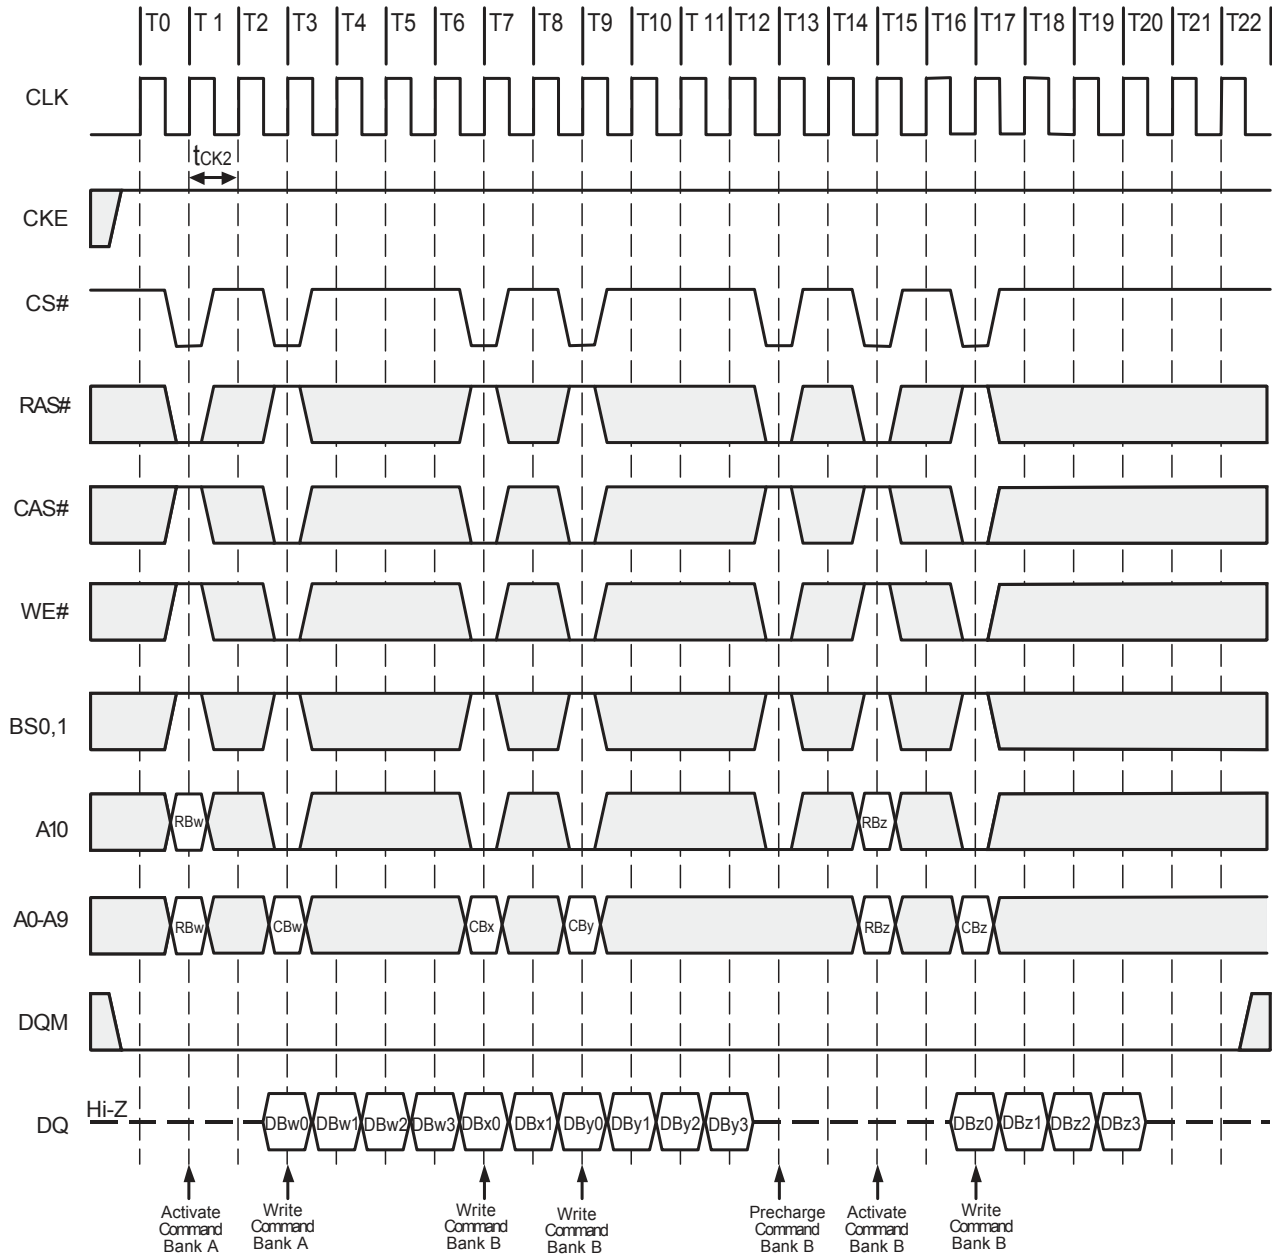 T0 T 1 T2 T3 T4 T5 T6 T7 T8 T9 T10 T 11 T12 T13 T14 T15 T16 T17 T18 T19 T20 T21 T22
CLK
tCK2
CKE
CS#
RAS#
CAS#
WE#
BS0,1
A10 RBw RBz
A0-A9 RBw CBw CBx CBy RBz CBz
DQM
Hi-Z
DQ DBw0 DBw1 DBw2 DBw3 DBx0 DBx1 DBy0 DBy1 DBy2 DBy3 DBz0 DBz1 DBz2 DBz3
Activate
Command
Bank A
Write
Command
Bank A
Write
Command
Bank B
Write
Command
Bank B
Precharge
Command
Bank B
Activate
Command
Bank B
Write
Command
Bank B